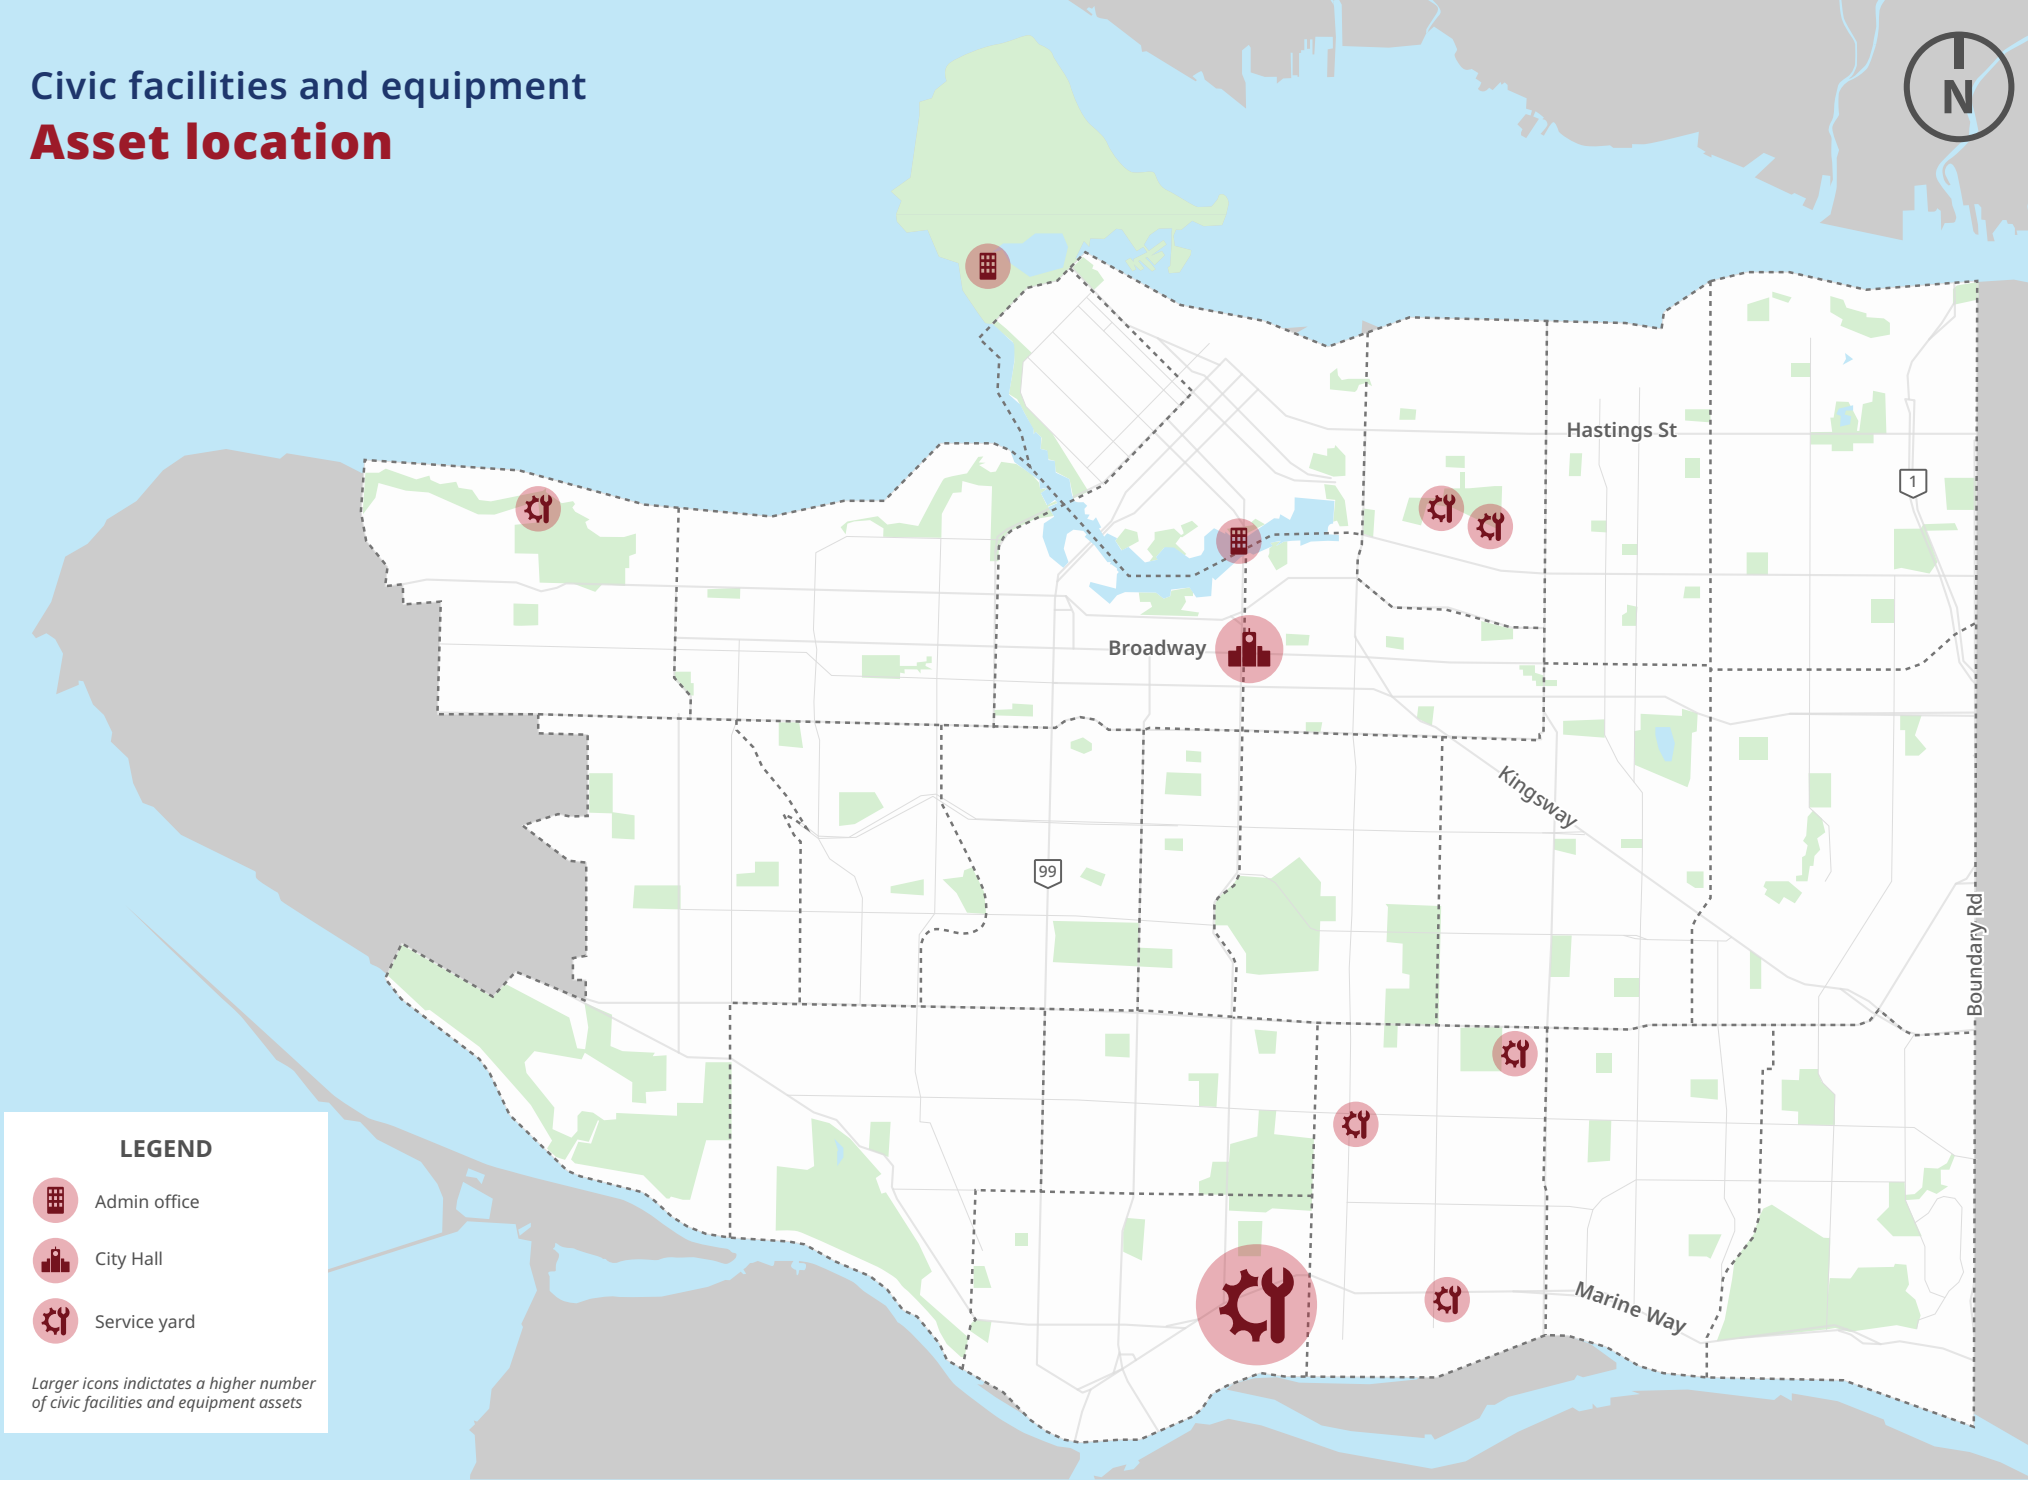 Civic facilities and equipment
Asset location
N
Hastings St
1
Broadway
Kingsway
99
Boundary Rd
Marine Way
LEGEND
Admin office
City Hall
Service yard
Larger icons indictates a higher number
of civic facilities and equipment assets